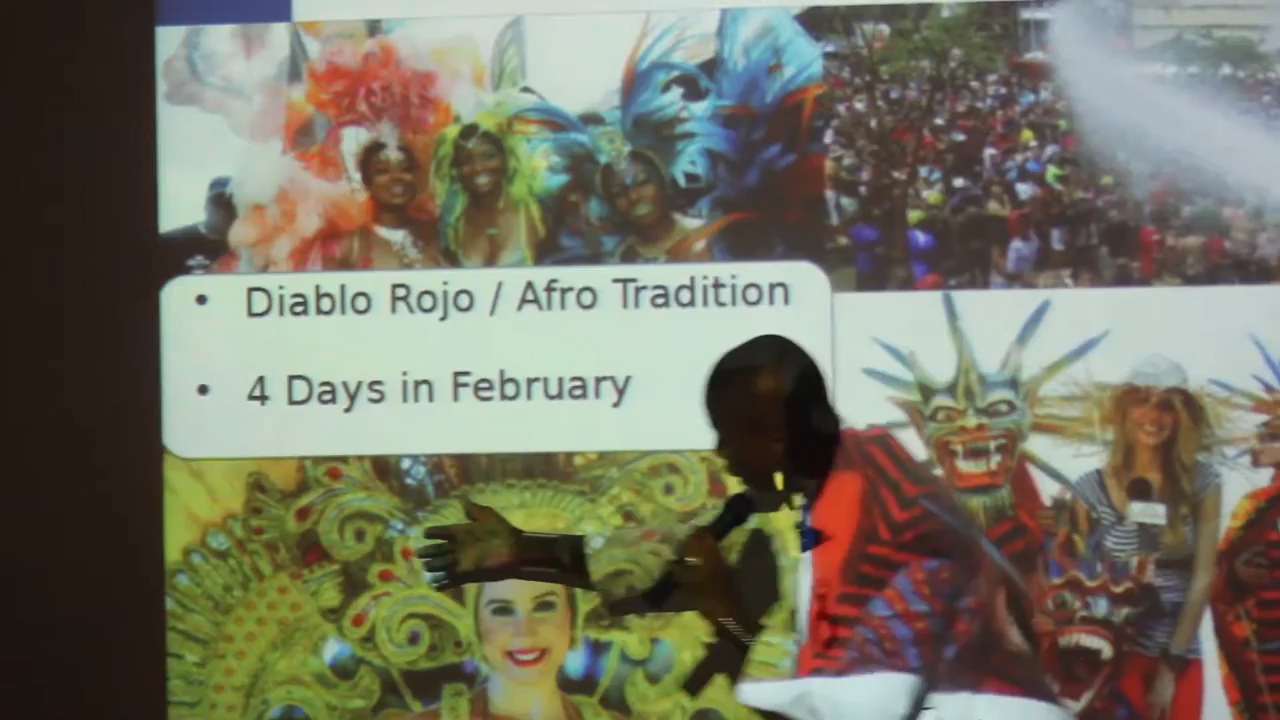 • Diablo Rojo / Afro Tradition
• 4 Days in February